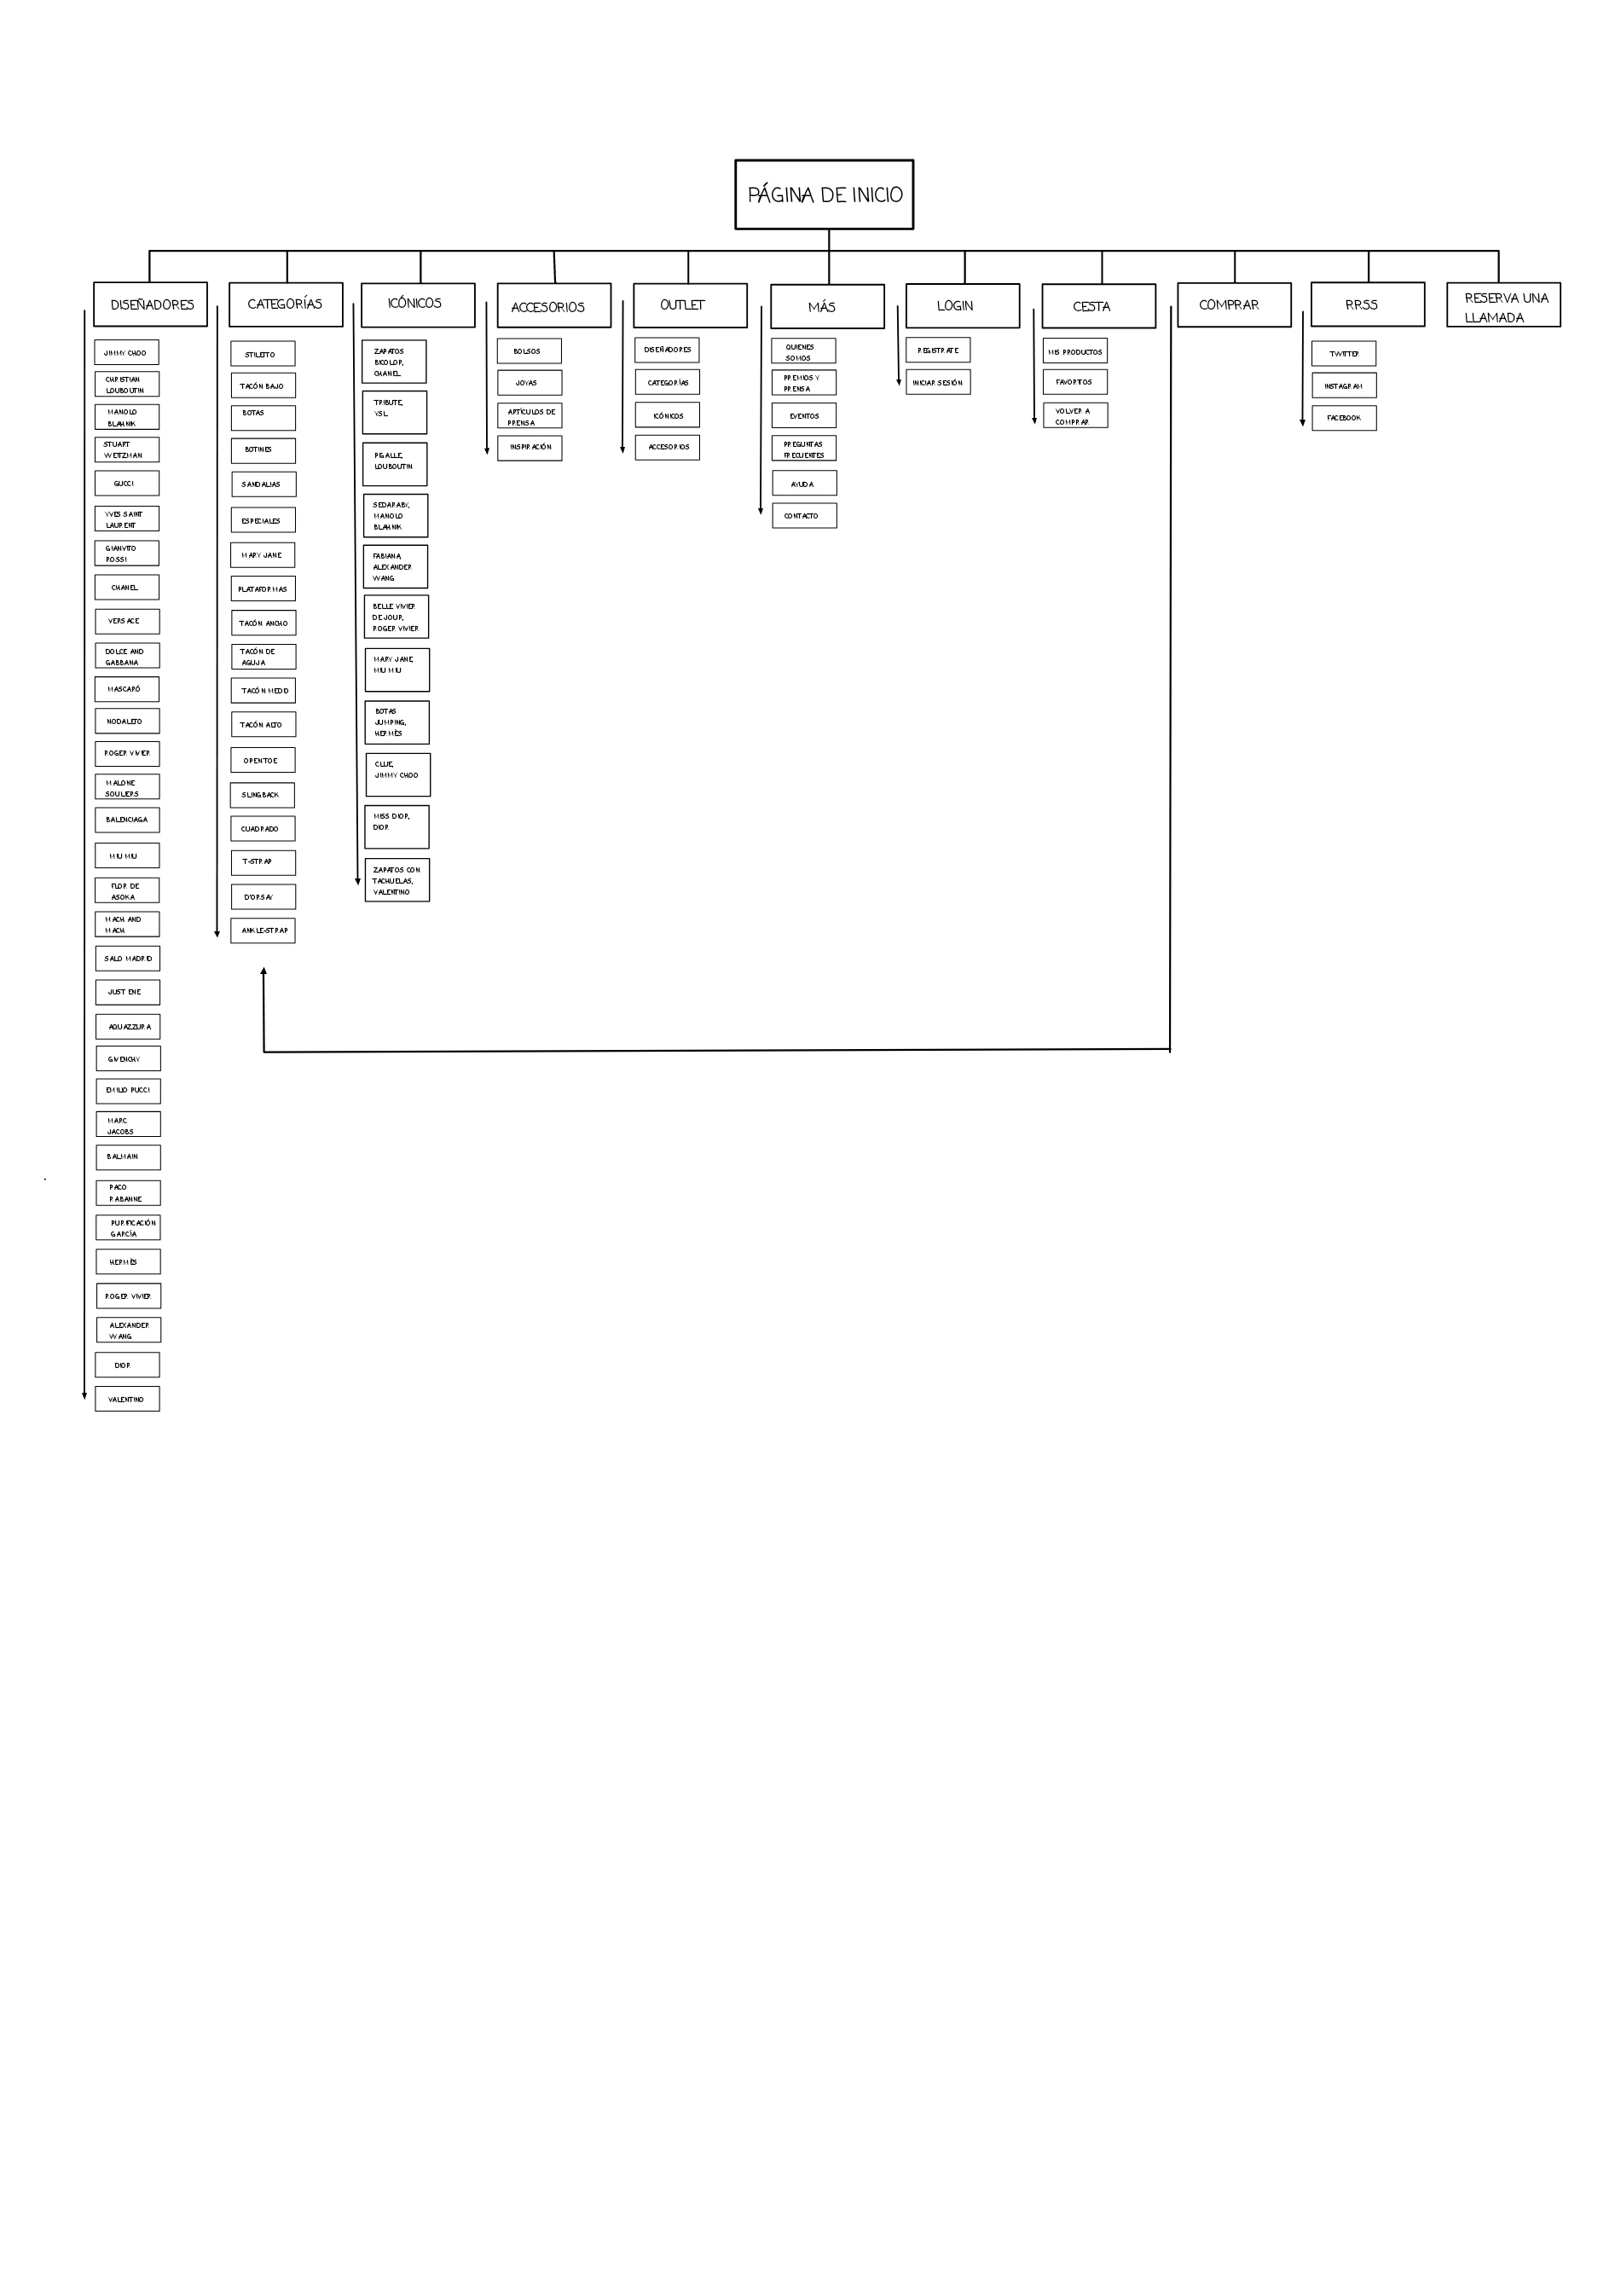 PÁGINA DE INICIO
DISEÑADORES
JIMMY CHOO
CHRISTIAN
LOUBOUTIN
MANOLO
BLAHNIK
STUART
WEITZMAN
GUCCI
YVES SAINT
LAURENT
GIANVITO
ROSSI
CHANEL
VERSACE
DOLCE AND
GABBANA
MASCARÓ
NODALETO
ROGER VIVIER
MALONE
SOULIERS
BALENCIAGA
MIU MIU
FLOR DE
ASOKA
MACH AND
MACH
SALO MADRID
JUST ENE
AQUAZZURA
GIVENCHY
EMILIO PUCCI
MARC
JACOBS
BALMAIN
PACO
RABANNE
PURIFICACIÓN
GARCÍA
HERMÈS
ROGER VIVIER
ALEXANDER
WANG
DIOR
VALENTINO
CATEGORÍAS
STILETTO
TACÓN BAJO
BOTAS
BOTINES
SANDALIAS
ESPECIALES
MARY JANE
PLATAFORMAS
TACÓN ANCHO
TACÓN DE
AGUJA
TACÓN MEDIO
TACÓN ALTO
OPENTOE
SLINGBACK
CUADRADO
T-STRAP
D'ORSAY
ANKLE-STRAP
ICÓNICOS
ZAPATOS
BICOLOR,
CHANEL
TRIBUTE,
YSL
PIGALLE,
LOUBOUTIN
SEDARABY,
MANOLO
BLAHNIK
FABIANA,
ALEXANDER
WANG
BELLE VIVIER
DE JOUR,
ROGER VIVIER
MARY JANE,
MIU MIU
BOTAS
JUMPING,
HERMÈS
CLUE,
JIMMY CHOO
MISS DIOR,
DIOR
ZAPATOS CON
TACHUELAS,
VALENTINO
ACCESORIOS
BOLSOS
JOYAS
ARTÍCULOS DE
PRENSA
INSPIRACIÓN
OUTLET
DISEÑADORES
CATEGORÍAS
ICÓNICOS
ACCESORIOS
MÁS
QUIENES
SOMOS
PREMIOS Y
PRENSA
EVENTOS
PREGUNTAS
FRECUENTES
AYUDA
CONTACTO
LOGIN
REGISTRATE
INICIAR SESIÓN
CESTA
MIS PRODUCTOS
FAVORITOS
VOLVER A
COMPRAR
COMPRAR
RRSS
TWITTER
INSTAGRAM
FACEBOOK
RESERVA UNA
LLAMADA